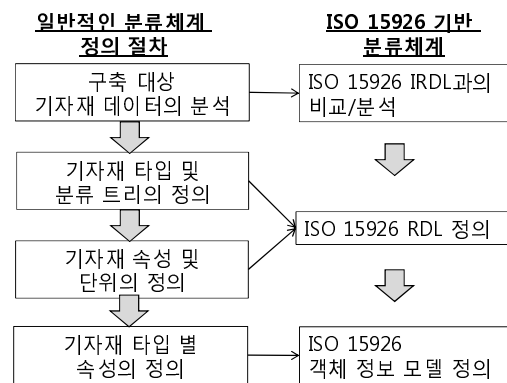 일반적인 분류체계
정의 절차
ISO 15926 기반
분류체계
구축 대상
기자재 데이터의 분석
ISO 15926 IRDL과의
비교/분석
기자재 타입 및
분류 트리의 정의
ISO 15926 RDL 정의
기자재 속성 및
단위의 정의
기자재 타입 별
속성의 정의
ISO 15926
객체 정보 모델 정의